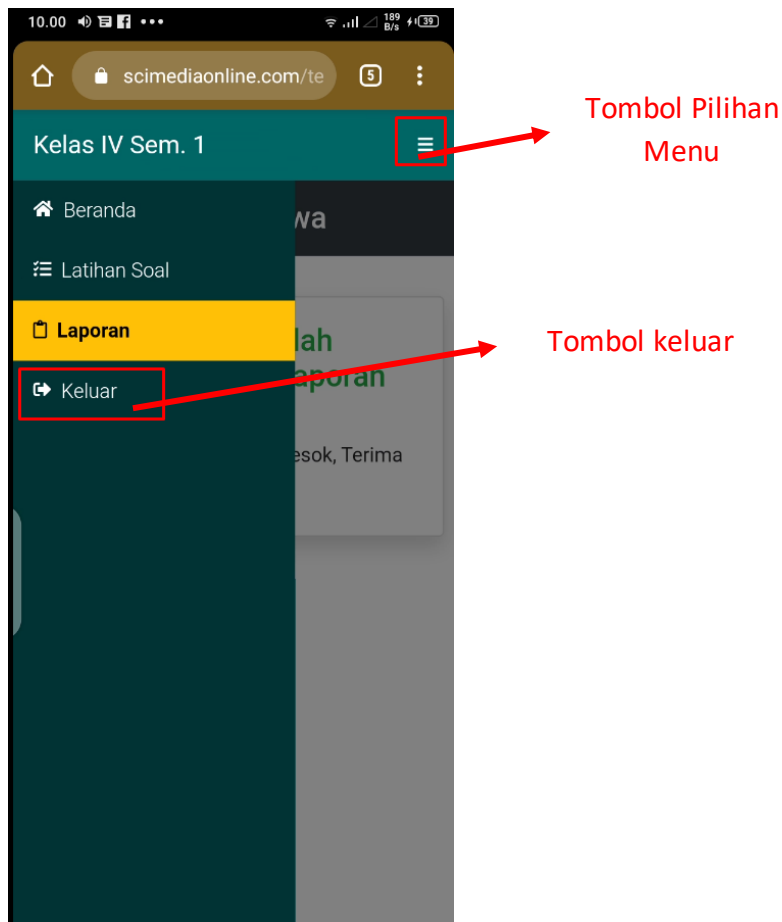 10.00
189
B/s
39
scimediaonline.com/te
5
Kelas IV Sem. 1
Tombol Pilihan
Menu
Beranda
wa
Latihan Soal
Laporan
lah
aporan
Tombol keluar
Keluar
esok, Terima